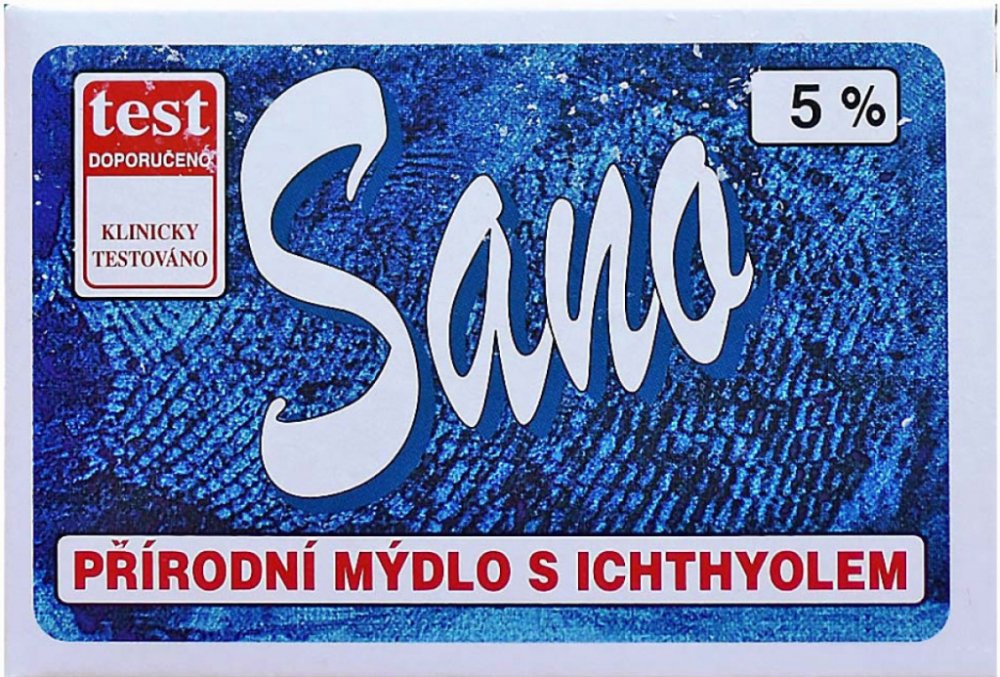 test
DOPORUČENO
KLINICKY
TESTOVÁNO
Sano
5 %
PŘÍRODNÍ MÝDLO S ICHTHYOLEM